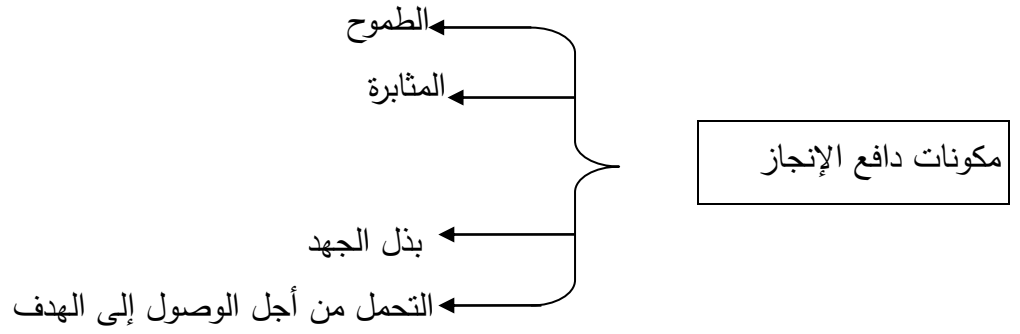 مكونات دافع الإنجاز
الطموح
المثابرة
بذل الجهد
التحمل من أجل الوصول إلى الهدف